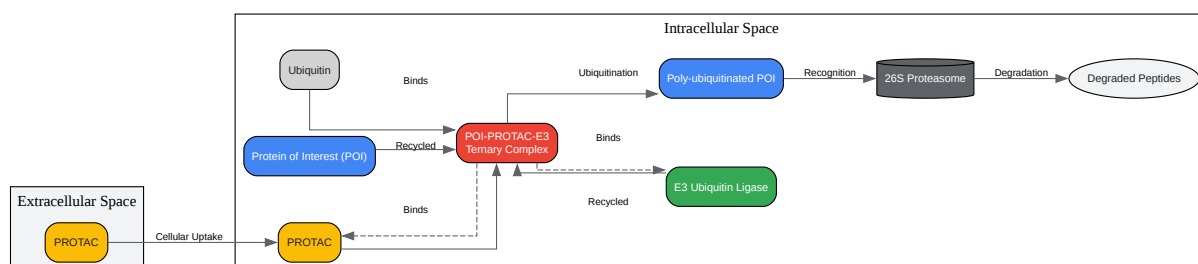 Intracellular Space
Ubiquitin
Binds
Ubiquitination
Poly-ubiquitinated POI
Recognition
26S Proteasome
Degradation
Degraded Peptides
Protein of Interest (POI)
Recycled
POI-PROTAC-E3
Ternary Complex
Binds
E3 Ubiquitin Ligase
Recycled
Binds
Extracellular Space
PROTAC
Cellular Uptake
PROTAC